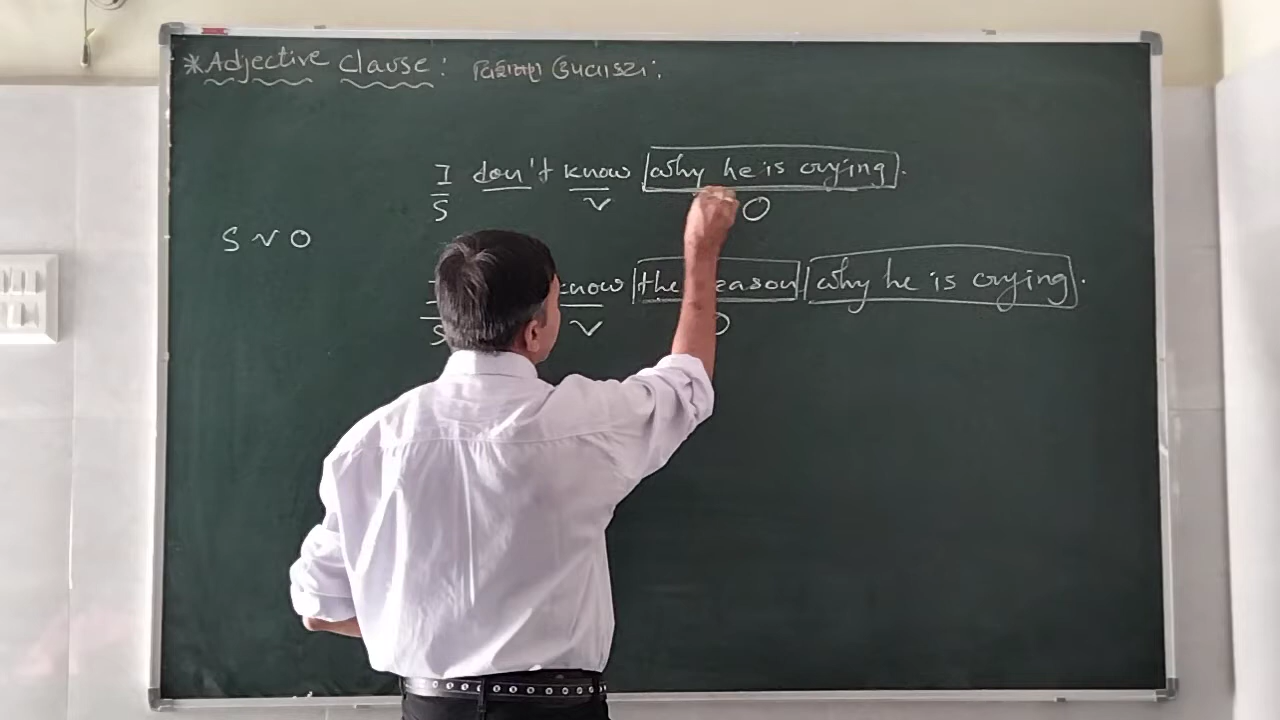 *Adjective Clause:
I don't know why he is crying.
S V O
S V O
know the reason why he is crying.
S V O